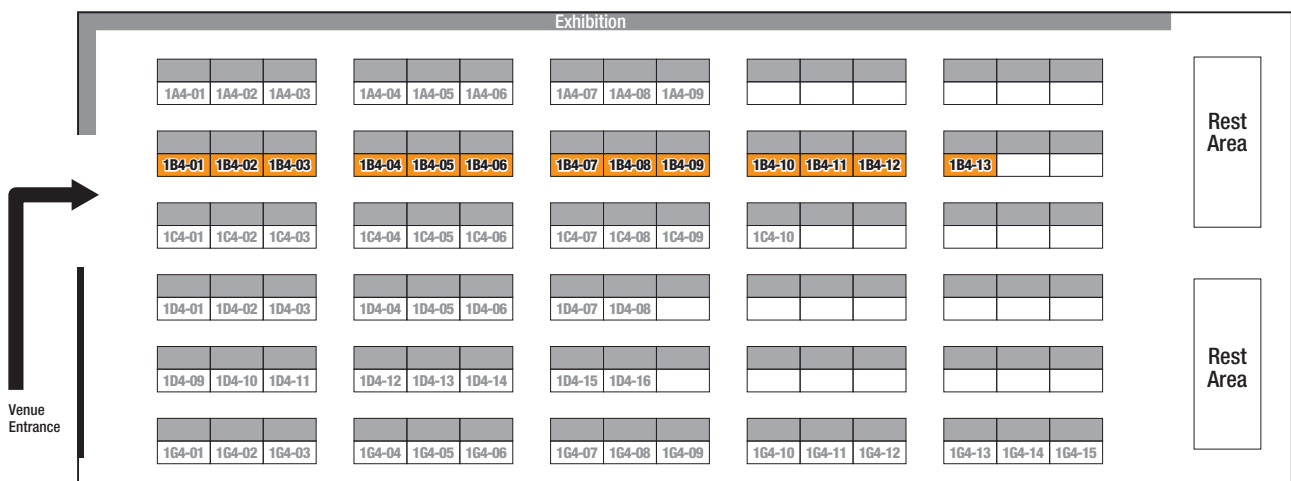 Exhibition
1A4-01 1A4-02 1A4-03 1A4-04 1A4-05 1A4-06 1A4-07 1A4-08 1A4-09
Rest
Area
1B4-01 1B4-02 1B4-03 1B4-04 1B4-05 1B4-06 1B4-07 1B4-08 1B4-09 1B4-10 1B4-11 1B4-12 1B4-13
1C4-01 1C4-02 1C4-03 1C4-04 1C4-05 1C4-06 1C4-07 1C4-08 1C4-09 1C4-10
1D4-01 1D4-02 1D4-03 1D4-04 1D4-05 1D4-06 1D4-07 1D4-08
Rest
Area
1D4-09 1D4-10 1D4-11 1D4-12 1D4-13 1D4-14 1D4-15 1D4-16
Venue
Entrance
1G4-01 1G4-02 1G4-03 1G4-04 1G4-05 1G4-06 1G4-07 1G4-08 1G4-09 1G4-10 1G4-11 1G4-12 1G4-13 1G4-14 1G4-15